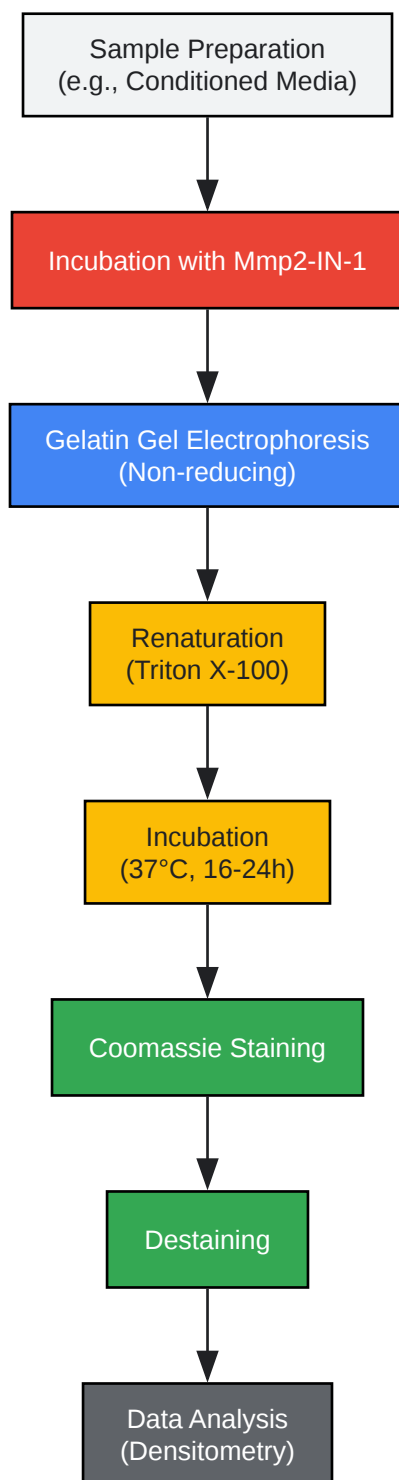 Sample Preparation
(e.g., Conditioned Media)
Incubation with Mmp2-IN-1
Gelatin Gel Electrophoresis
(Non-reducing)
Renaturation
(Triton X-100)
Incubation
(37°C, 16-24h)
Coomassie Staining
Destaining
Data Analysis
(Densitometry)